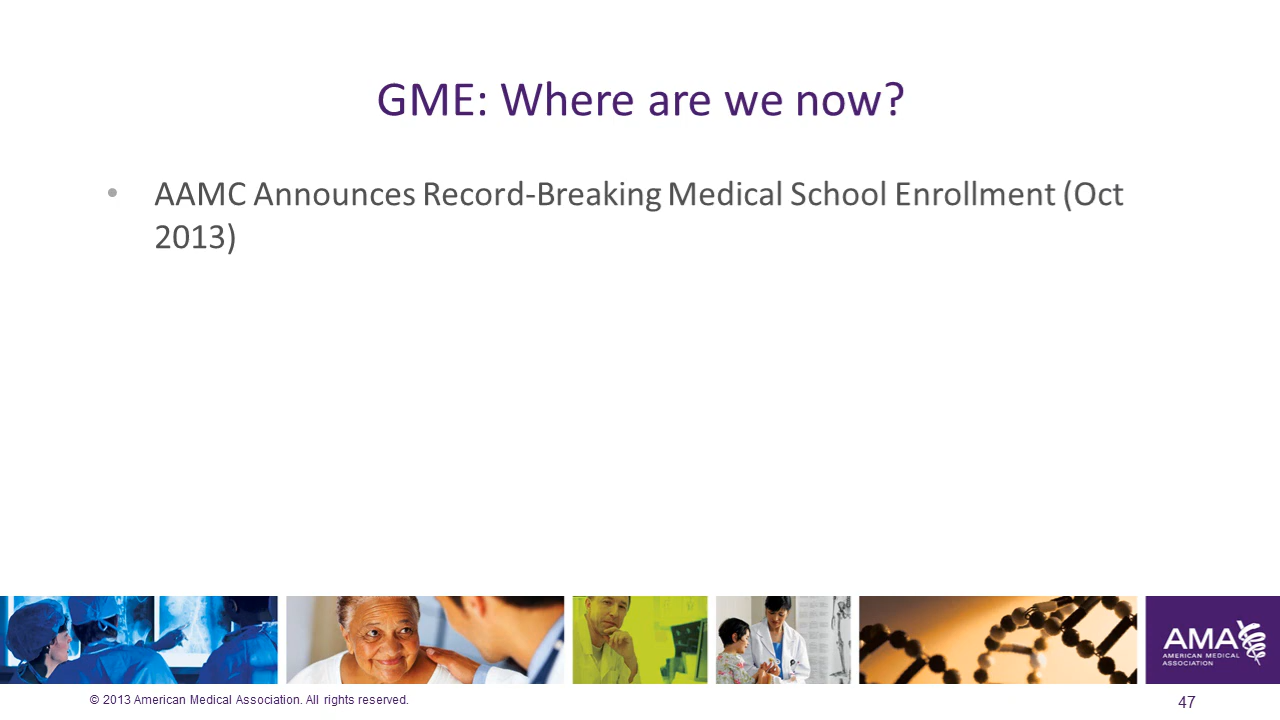 GME: Where are we now?
• AAMC Announces Record-Breaking Medical School Enrollment (Oct
2013)
AMA
AMERICAN MEDICAL
ASSOCIATION
© 2013 American Medical Association. All rights reserved.
47